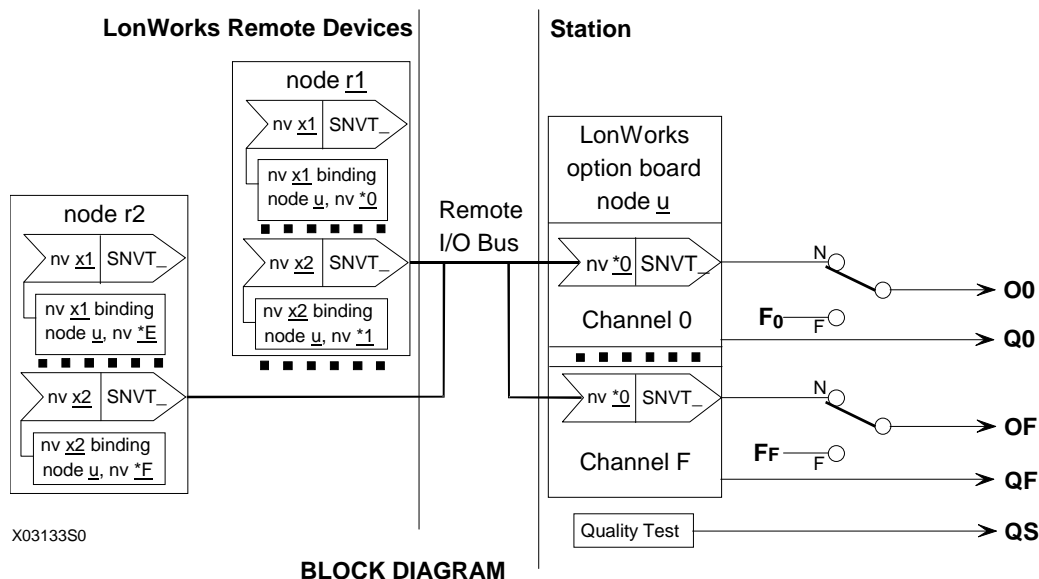 LonWorks Remote Devices
Station
node r1
nv x1 SNVT_
nv x1 binding
node u, nv *0
nv x2 SNVT_
nv x2 binding
node u, nv *1
node r2
nv x1 SNVT_
nv x1 binding
node u, nv *E
nv x2 SNVT_
nv x2 binding
node u, nv *F
Remote
I/O Bus
LonWorks
option board
node u
nv *0 SNVT_
Channel 0
nv *0 SNVT_
Channel F
N
F0
F
O0
Q0
N
FF
F
OF
QF
Quality Test
QS
X03133S0
BLOCK DIAGRAM